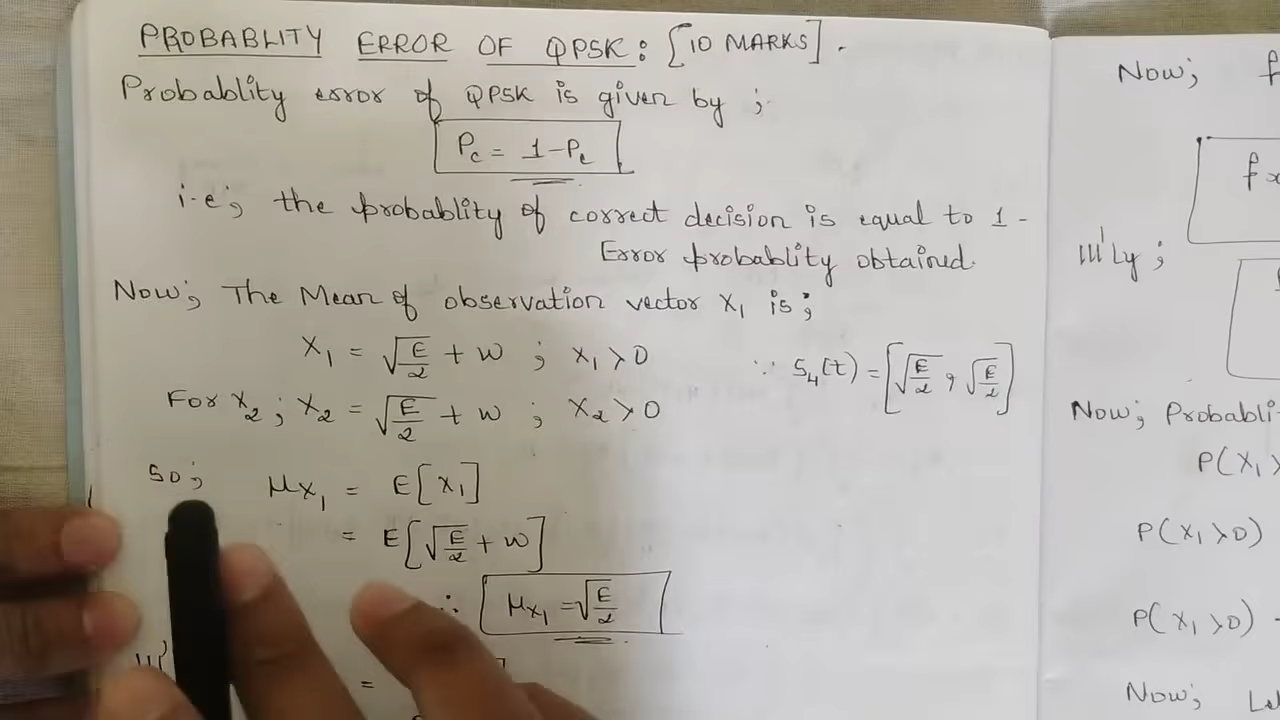 PROBABLITY ERROR OF QPSK: [10 MARKS].
Probablity error of QPSK is given by ;
Pc = 1-Pe
i.e; the probablity of correct decision is equal to 1 -
Error probablity obtained.
Now; The Mean of observation vector X₁ is;
X₁ = √E/2 + w ; X₁>0 ∵ S₄(t) = [√E/2, √E/2]
For X₂; X₂ = √E/2 + w ; X₂>0
So; μX₁ = E[X₁]
= E[√E/2 + w]
∴ μX₁ = √E/2
=
Now;
lll'ly;
Now; Probabli
P(X₁>
P(X₁>0)
P(X₁>0)
Now;